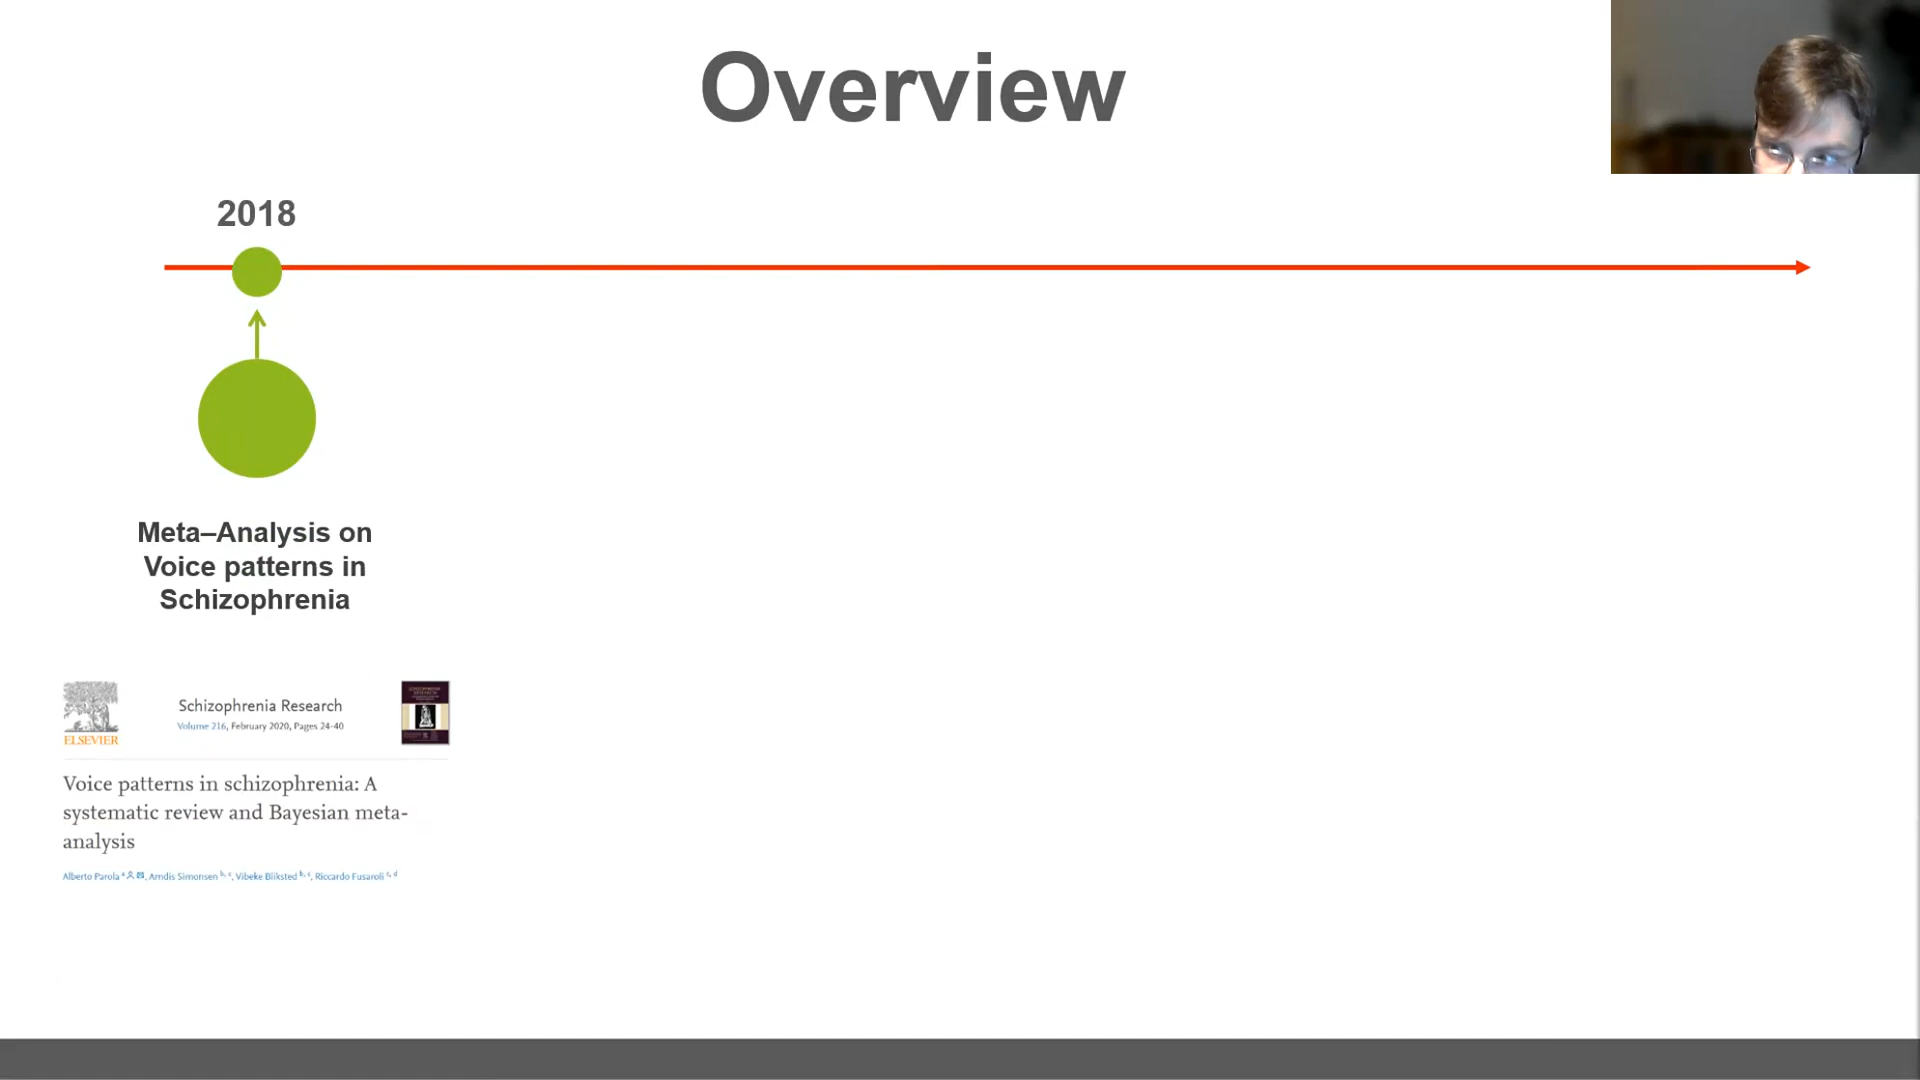 Overview
2018
Meta–Analysis on
Voice patterns in
Schizophrenia
ELSEVIER
Schizophrenia Research
Volume 216, February 2020, Pages 24-40
Voice patterns in schizophrenia: A
systematic review and Bayesian meta-
analysis
Alberto Parola a, Arndis Simonsen b, c, Vibeke Bliksted b, c, Riccardo Fusaroli c, d